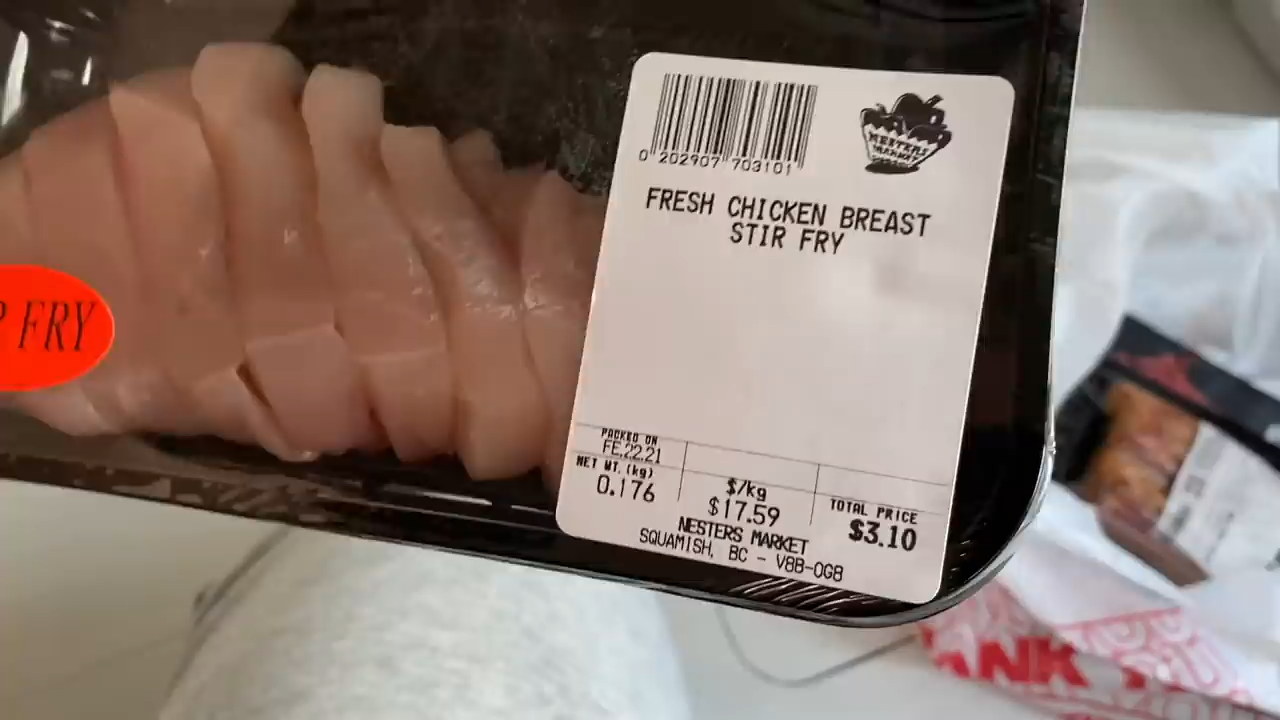 0 202907 703101
NESTERS
MARKET
FRESH CHICKEN BREAST
STIR FRY
FRY
PACKED ON
FE.22.21
NET WT. (kg)
0.176
$/kg
$17.59
TOTAL PRICE
$3.10
NESTERS MARKET
SQUAMISH, BC - V8B-0G8
ANK